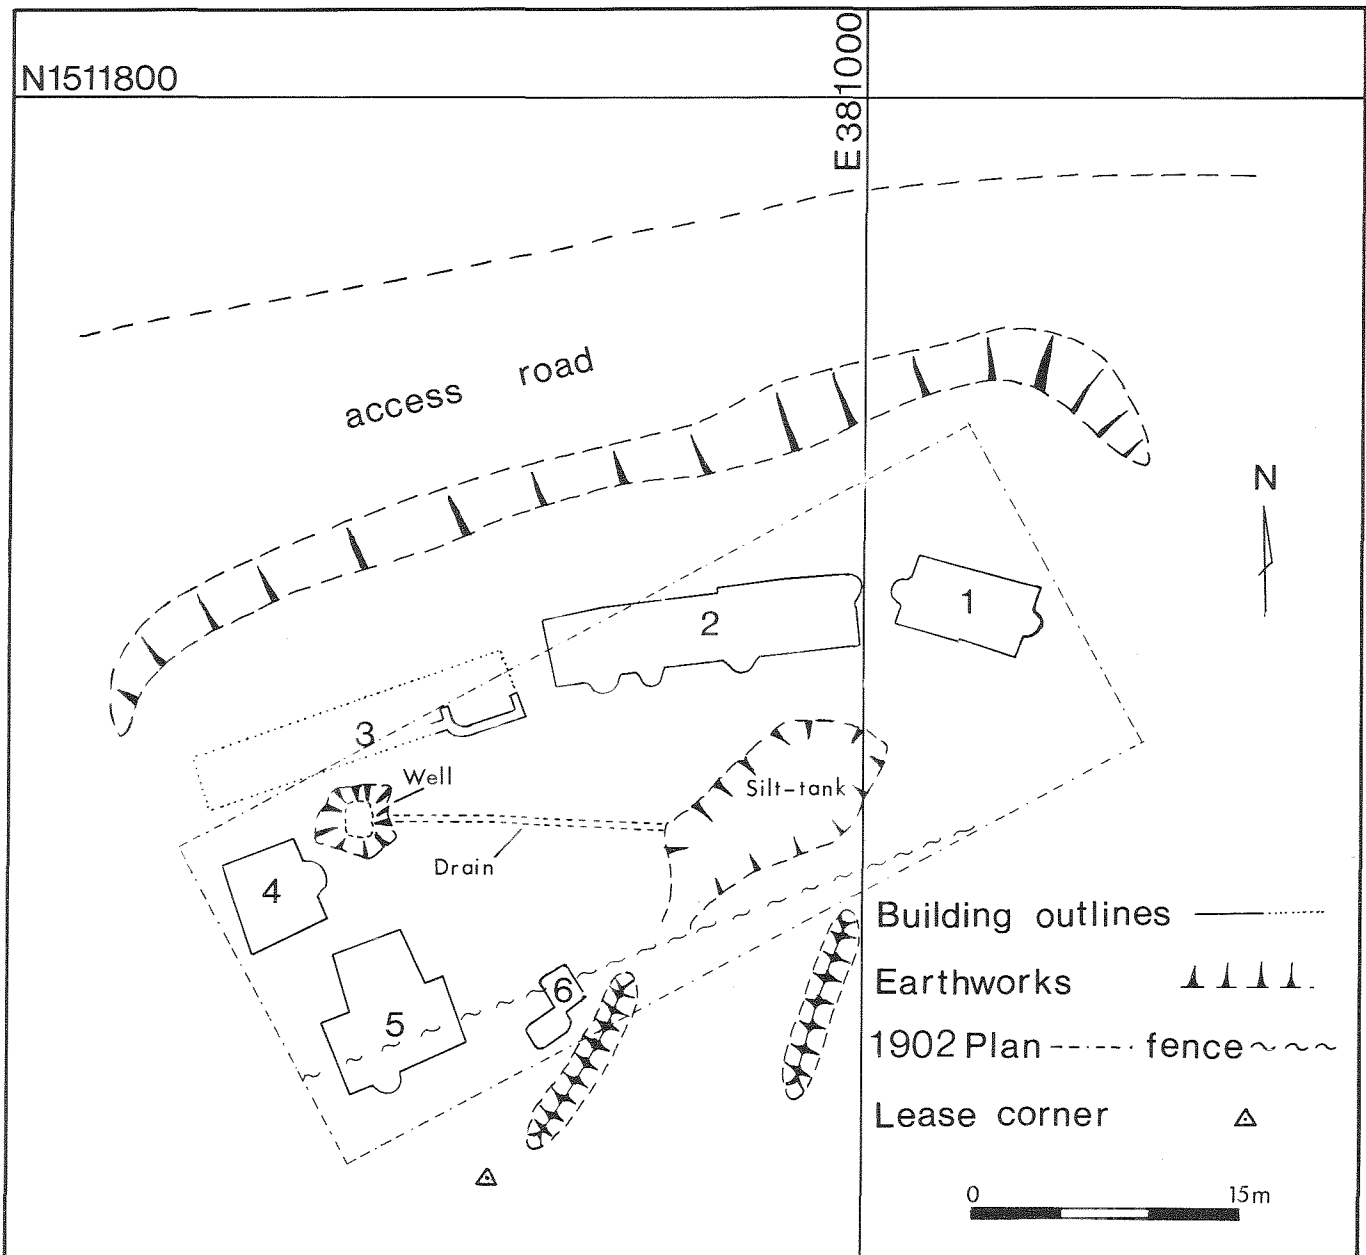 N1511800
E381000
access road
N
1
2
3
Well
Silt-tank
Drain
4
5
6
Building outlines
Earthworks
1902 Plan fence
Lease corner
0 15m